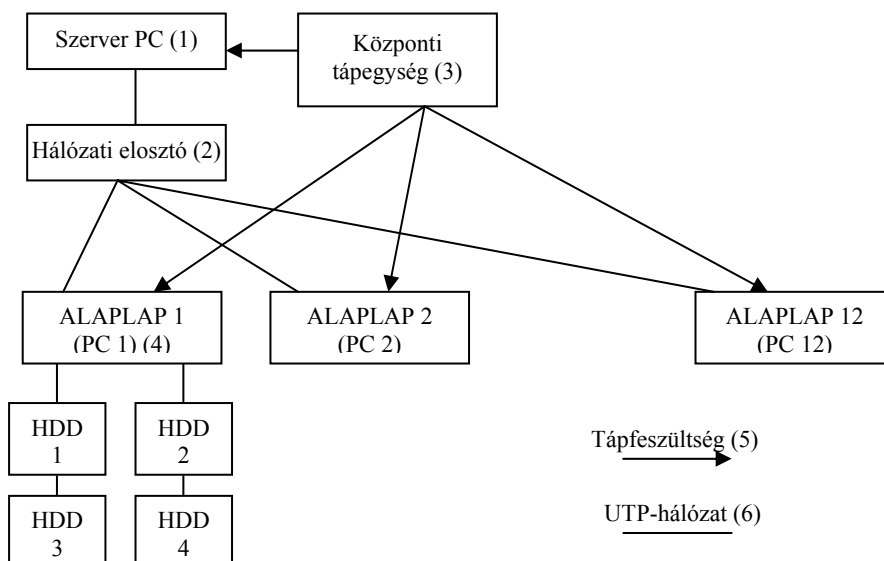 Szerver PC (1)
Központi
tápegység (3)
Hálózati elosztó (2)
ALAPLAP 1
(PC 1) (4)
ALAPLAP 2
(PC 2)
ALAPLAP 12
(PC 12)
HDD
1
HDD
2
HDD
3
HDD
4
Tápfeszültség (5)
UTP-hálózat (6)